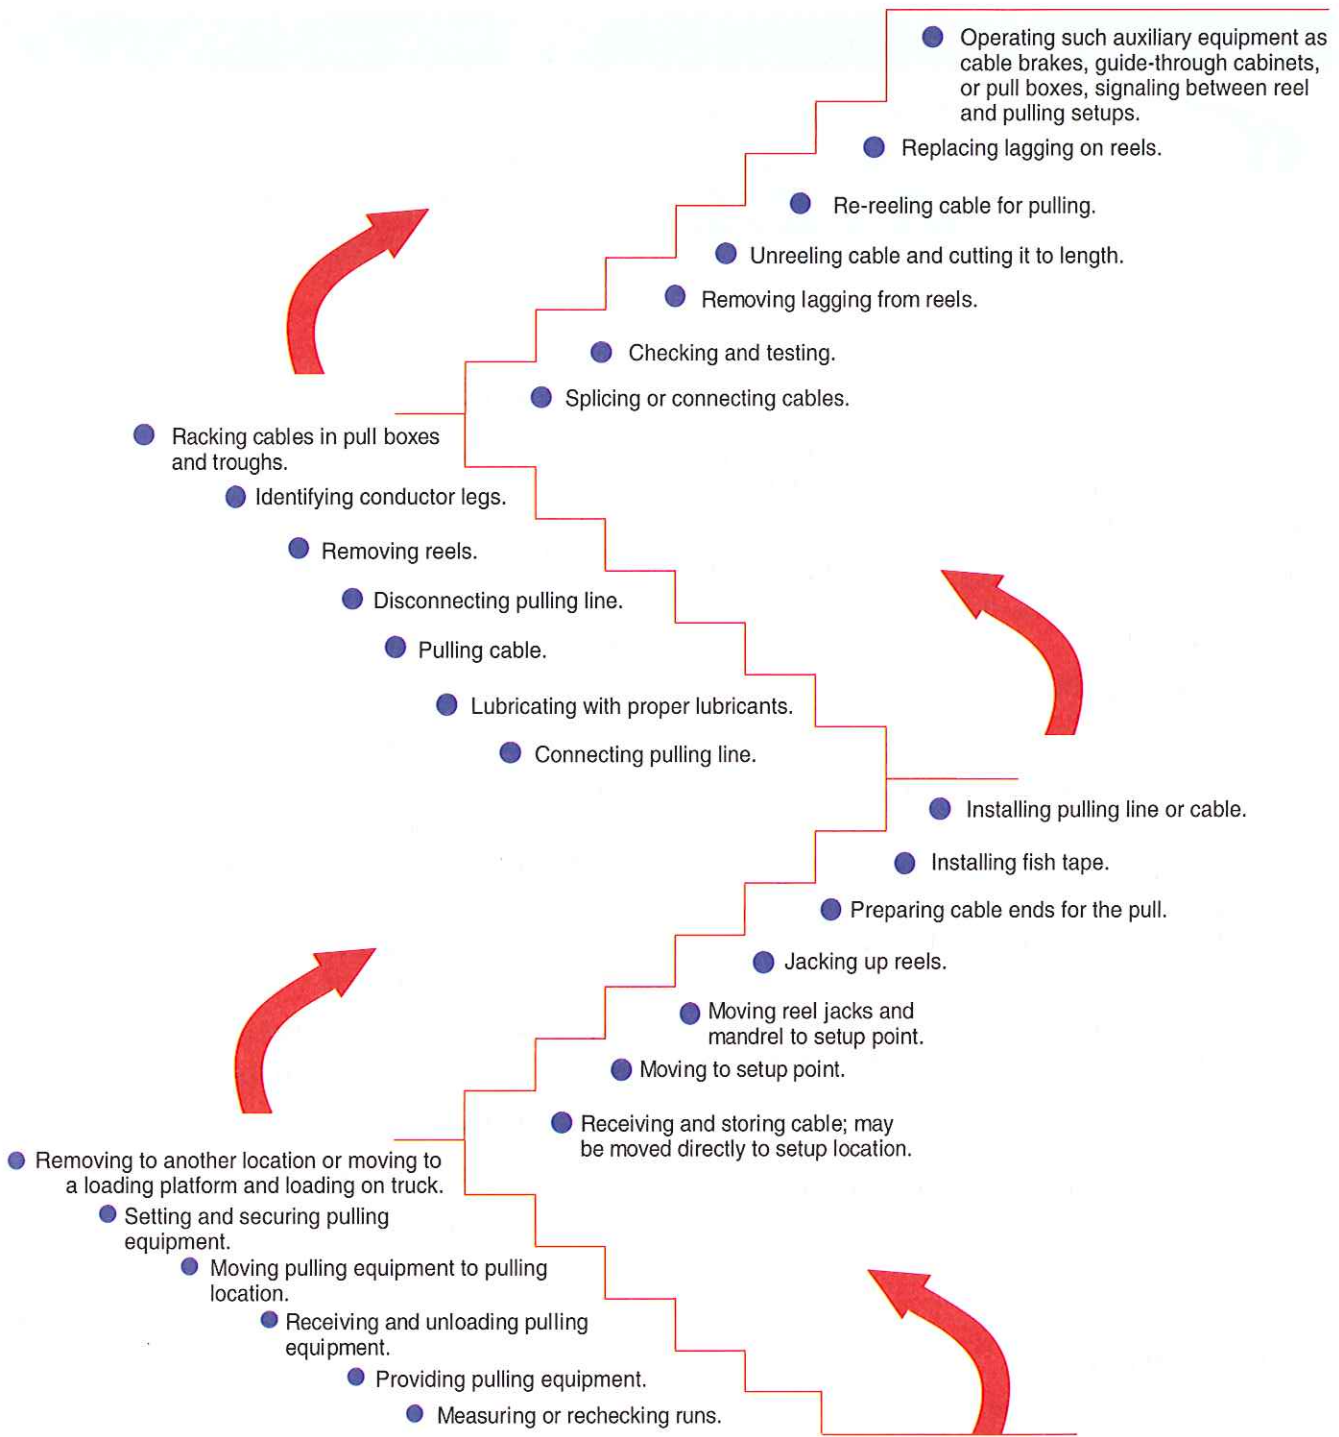 Operating such auxiliary equipment as
cable brakes, guide-through cabinets,
or pull boxes, signaling between reel
and pulling setups.
Replacing lagging on reels.
Re-reeling cable for pulling.
Unreeling cable and cutting it to length.
Removing lagging from reels.
Checking and testing.
Splicing or connecting cables.
Racking cables in pull boxes
and troughs.
Identifying conductor legs.
Removing reels.
Disconnecting pulling line.
Pulling cable.
Lubricating with proper lubricants.
Connecting pulling line.
Installing pulling line or cable.
Installing fish tape.
Preparing cable ends for the pull.
Jacking up reels.
Moving reel jacks and
mandrel to setup point.
Moving to setup point.
Receiving and storing cable; may
be moved directly to setup location.
Removing to another location or moving to
a loading platform and loading on truck.
Setting and securing pulling
equipment.
Moving pulling equipment to pulling
location.
Receiving and unloading pulling
equipment.
Providing pulling equipment.
Measuring or rechecking runs.